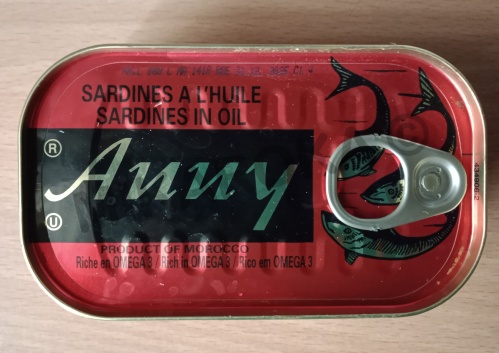 SARDINES A L'HUILE
SARDINES IN OIL
® Anny
Ⓤ
PRODUCT OF MOROCCO
Riche en OMEGA 3 / Rich in OMEGA 3 / Rico em OMEGA 3